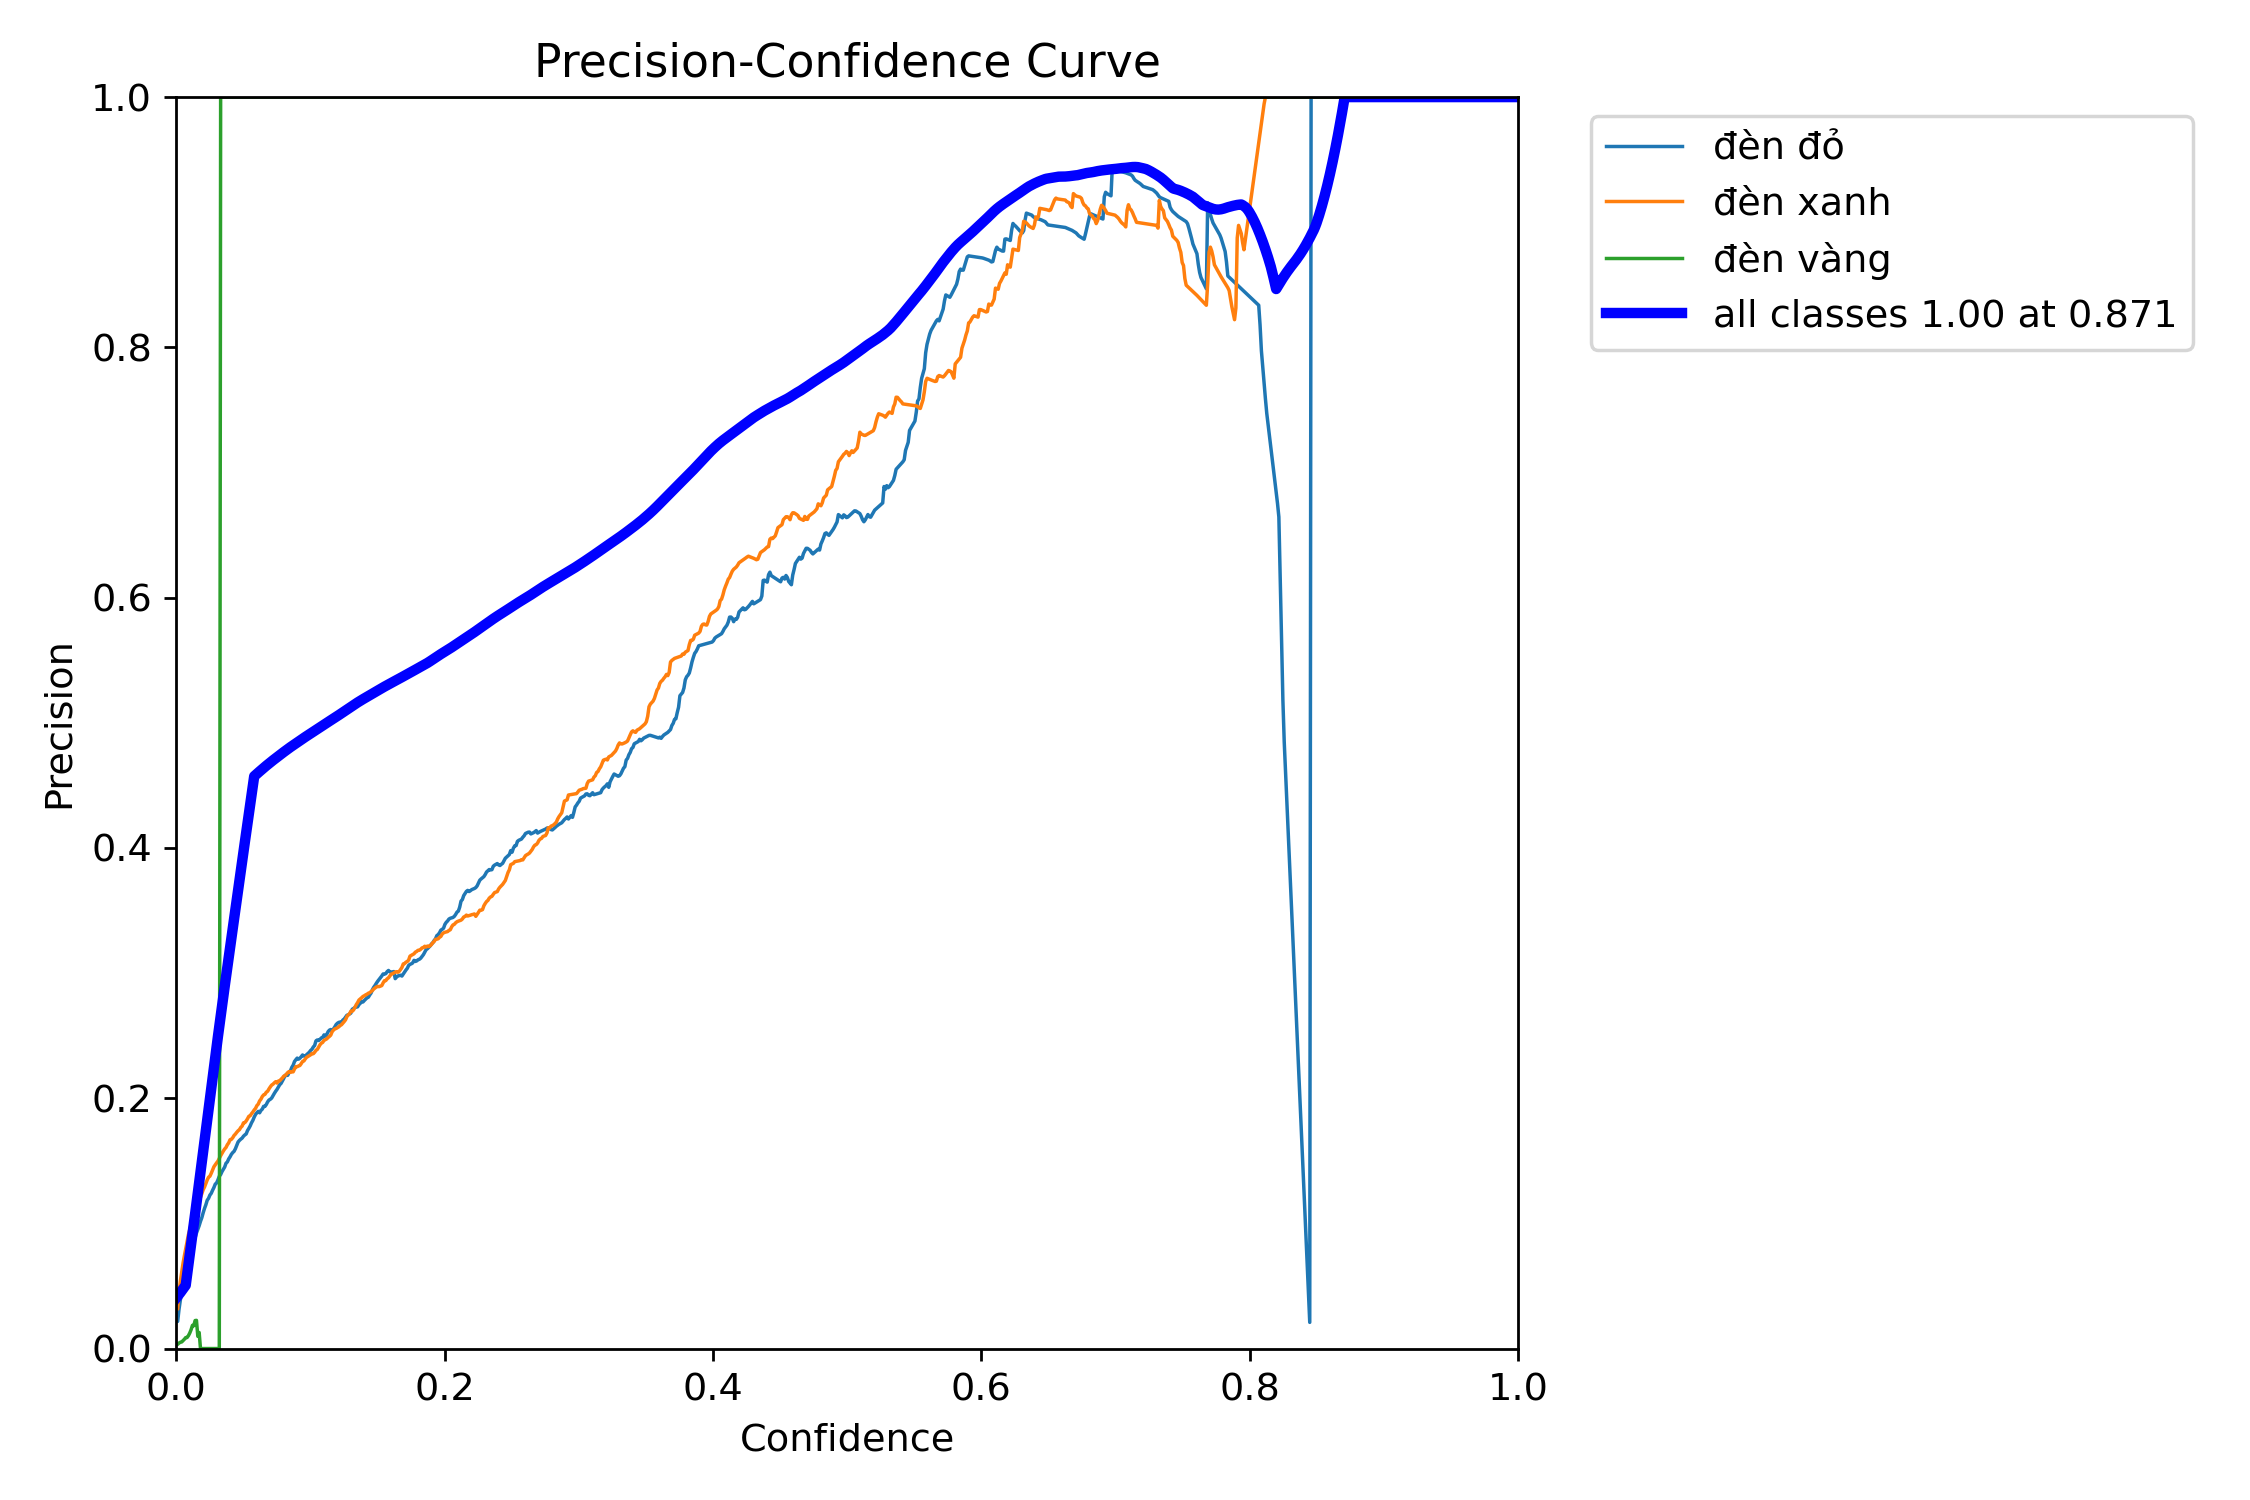 Precision-Confidence Curve
1.0
0.8
0.6
0.4
0.2
0.0
Precision
0.0 0.2 0.4 0.6 0.8 1.0
Confidence
đèn đỏ
đèn xanh
đèn vàng
all classes 1.00 at 0.871